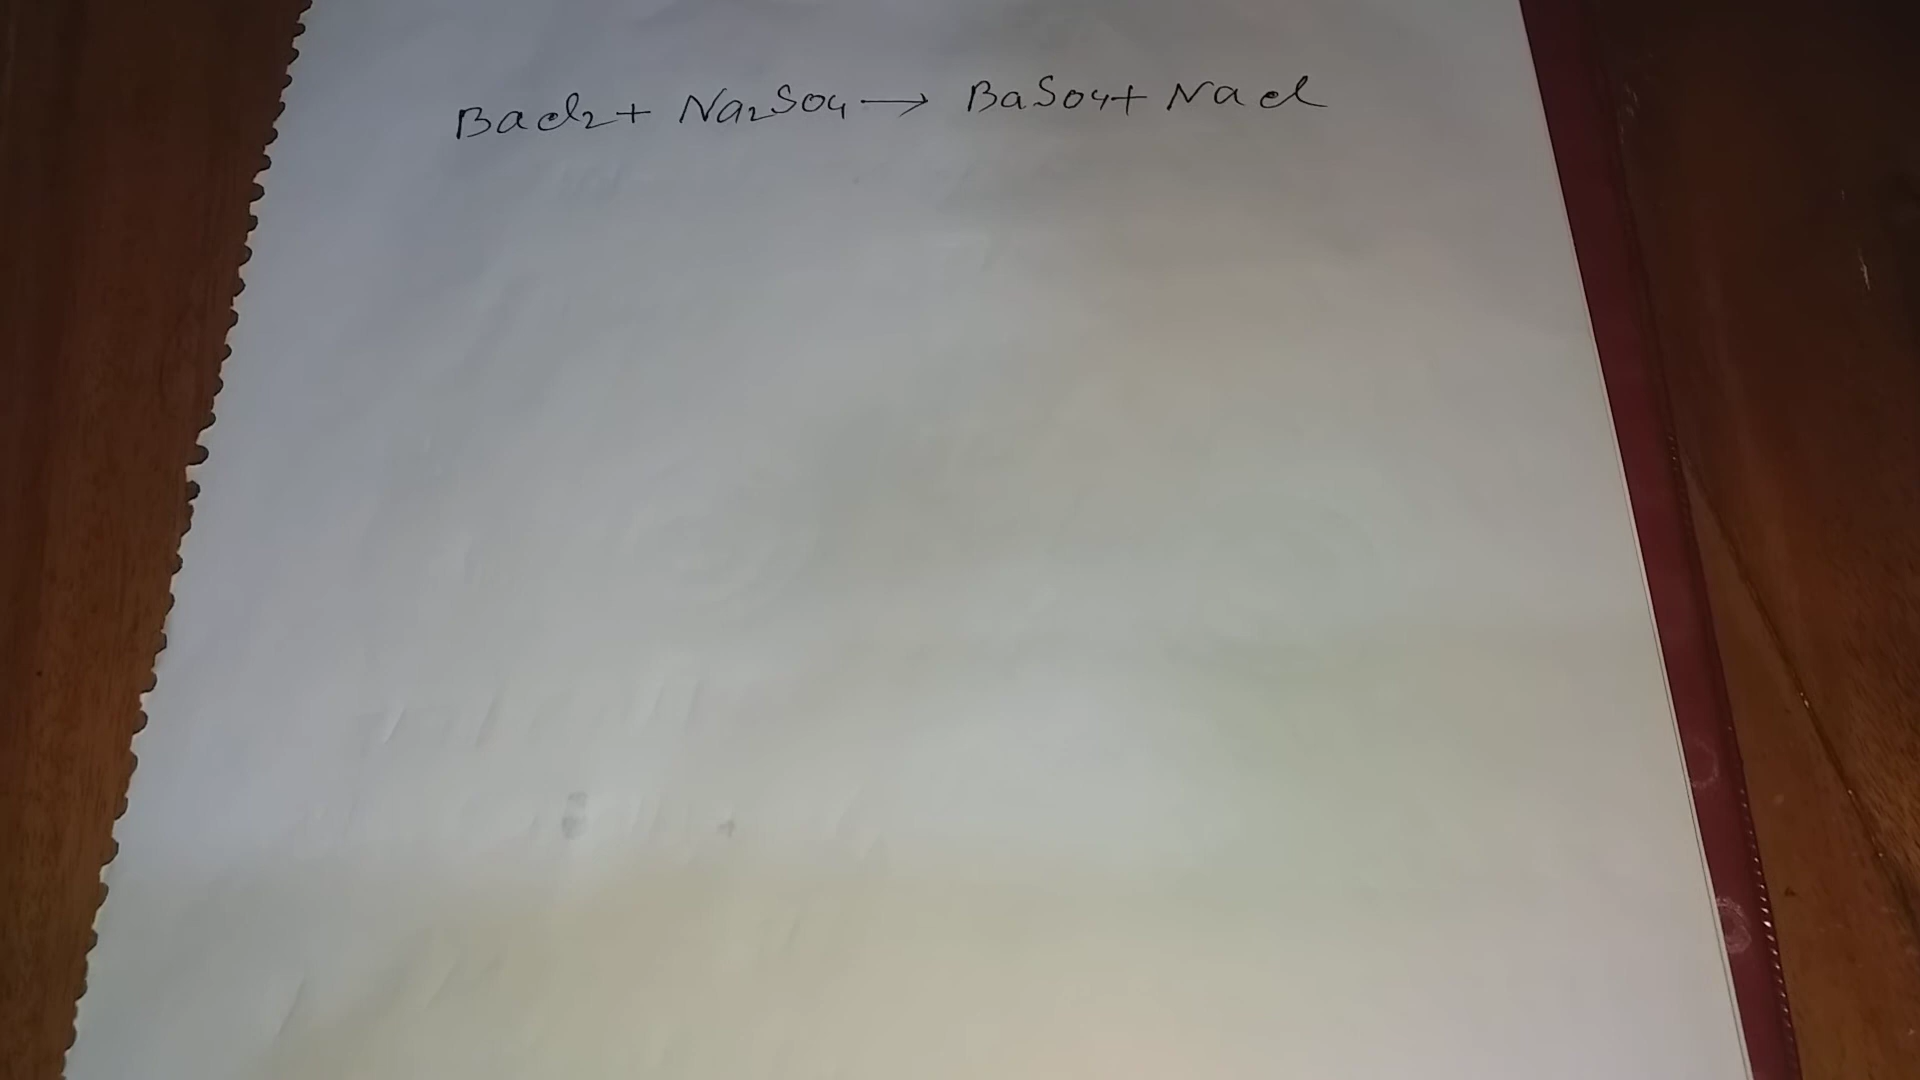 BaCl₂ + Na₂SO₄ → BaSO₄ + NaCl